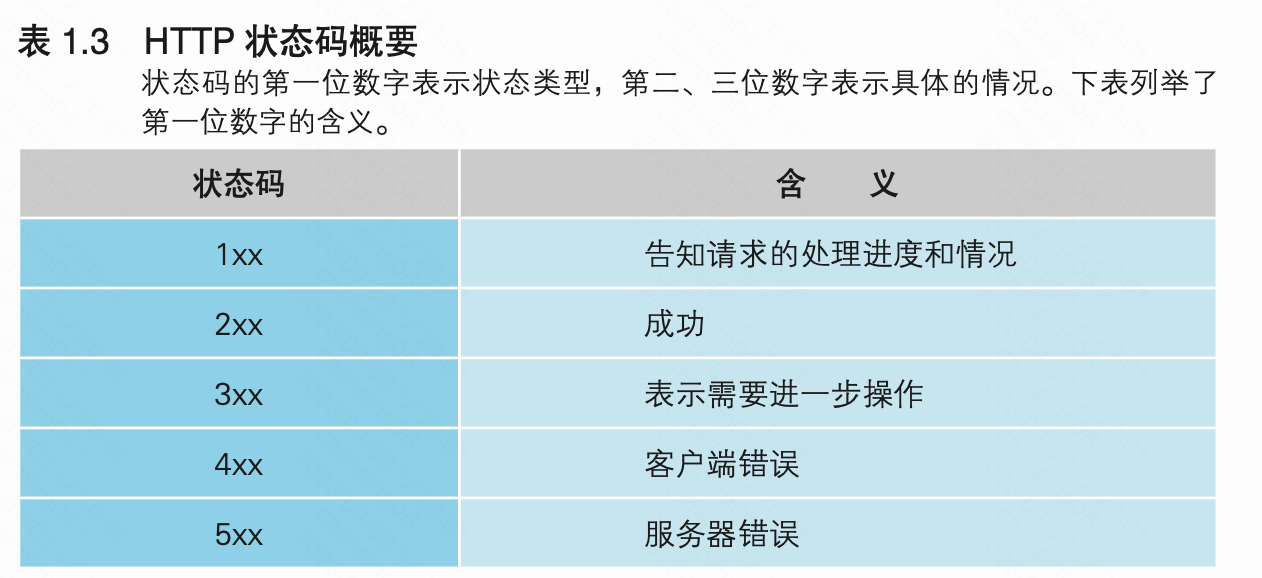 表 1.3 HTTP 状态码概要
状态码的第一位数字表示状态类型，第二、三位数字表示具体的情况。下表列举了
第一位数字的含义。
状态码 含 义
1xx 告知请求的处理进度和情况
2xx 成功
3xx 表示需要进一步操作
4xx 客户端错误
5xx 服务器错误